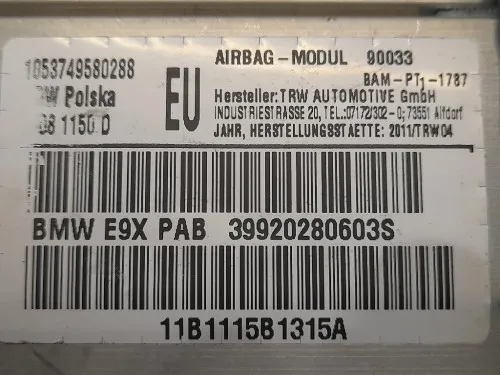 1053749580288
Polska
1150 D
EU
AIRBAG-MODUL 90033
BAM-PT1-1787
Hersteller: TRW AUTOMOTIVE GmbH
INDUSTRIESTRASSE 20, TEL.:07172/302-0; 73551 Alfdorf
JAHR, HERSTELLUNGSSTAETTE: 2011/TRW04
BMW E9X PAB 39920280603S
11B1115B1315A